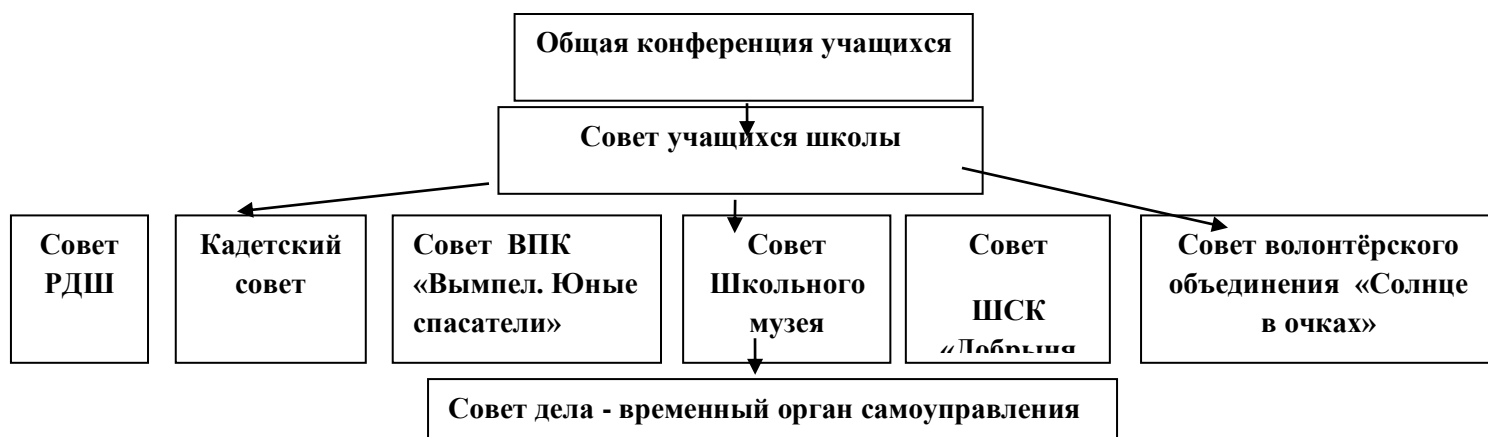 Общая конференция учащихся
Совет учащихся школы
Совет
РДШ
Кадетский
совет
Совет ВПК
«Вымпел. Юные
спасатели»
Совет
Школьного
музея
Совет
ШСК
«Добрыня
Совет волонтёрского
объединения «Солнце
в очках»
Совет дела - временный орган самоуправления